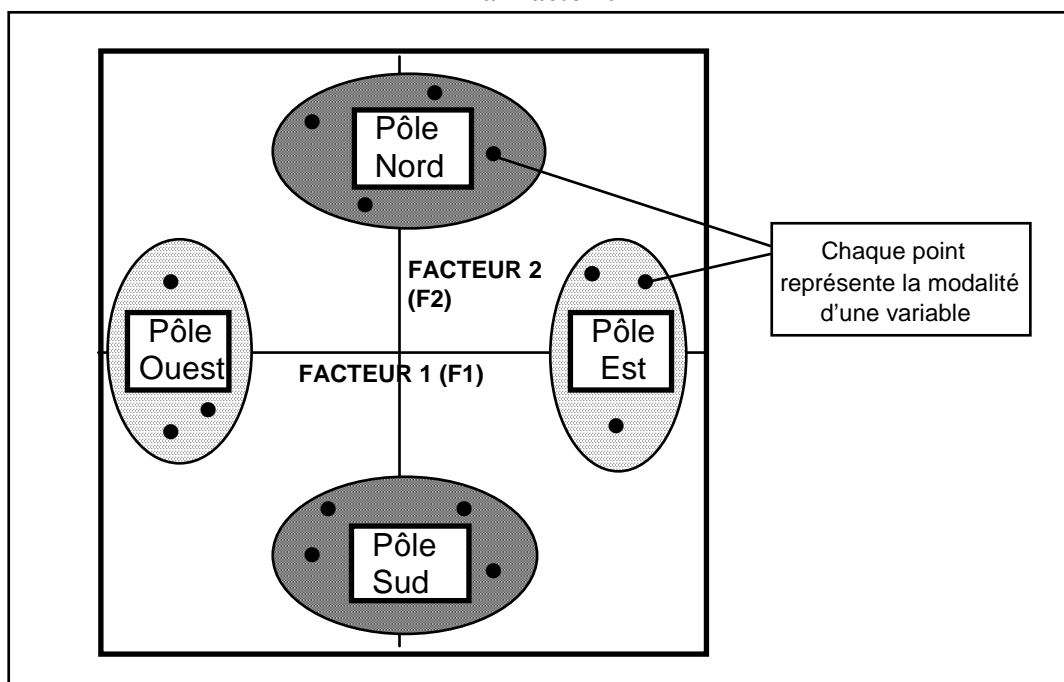 Pôle
Nord
FACTEUR 2
(F2)
Chaque point
représente la modalité
d'une variable
Pôle
Ouest
Pôle
Est
FACTEUR 1 (F1)
Pôle
Sud